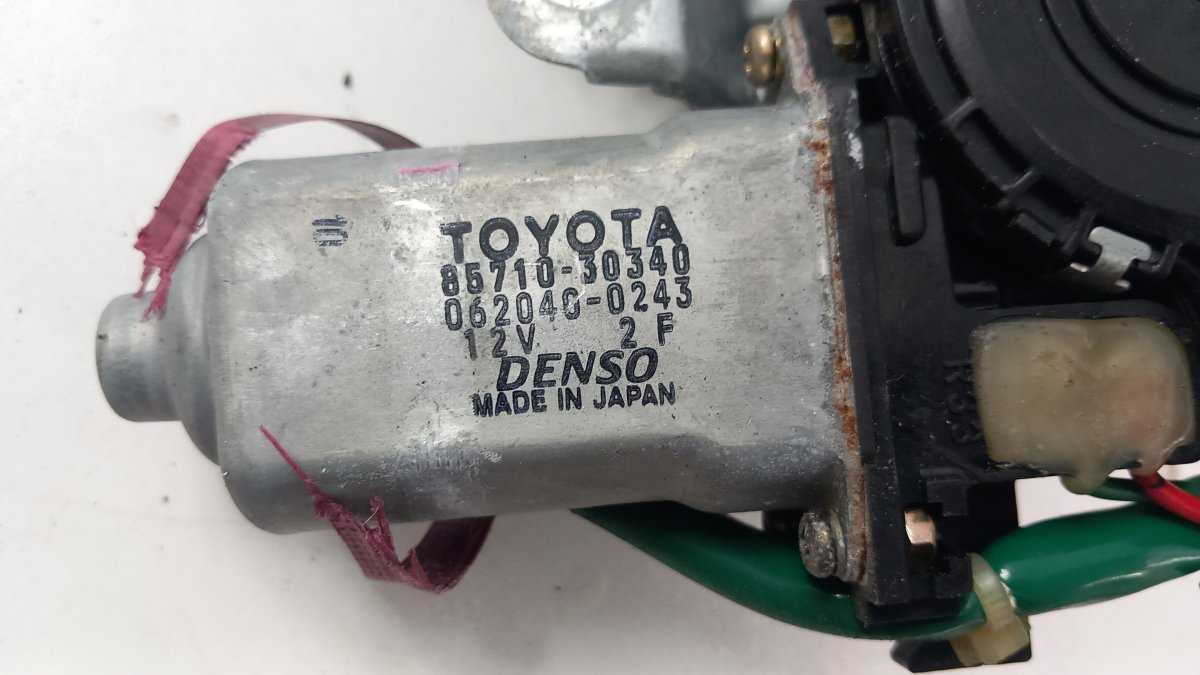 TOYOTA
85710-30340
062040-0243
12V 2F
DENSO
MADE IN JAPAN